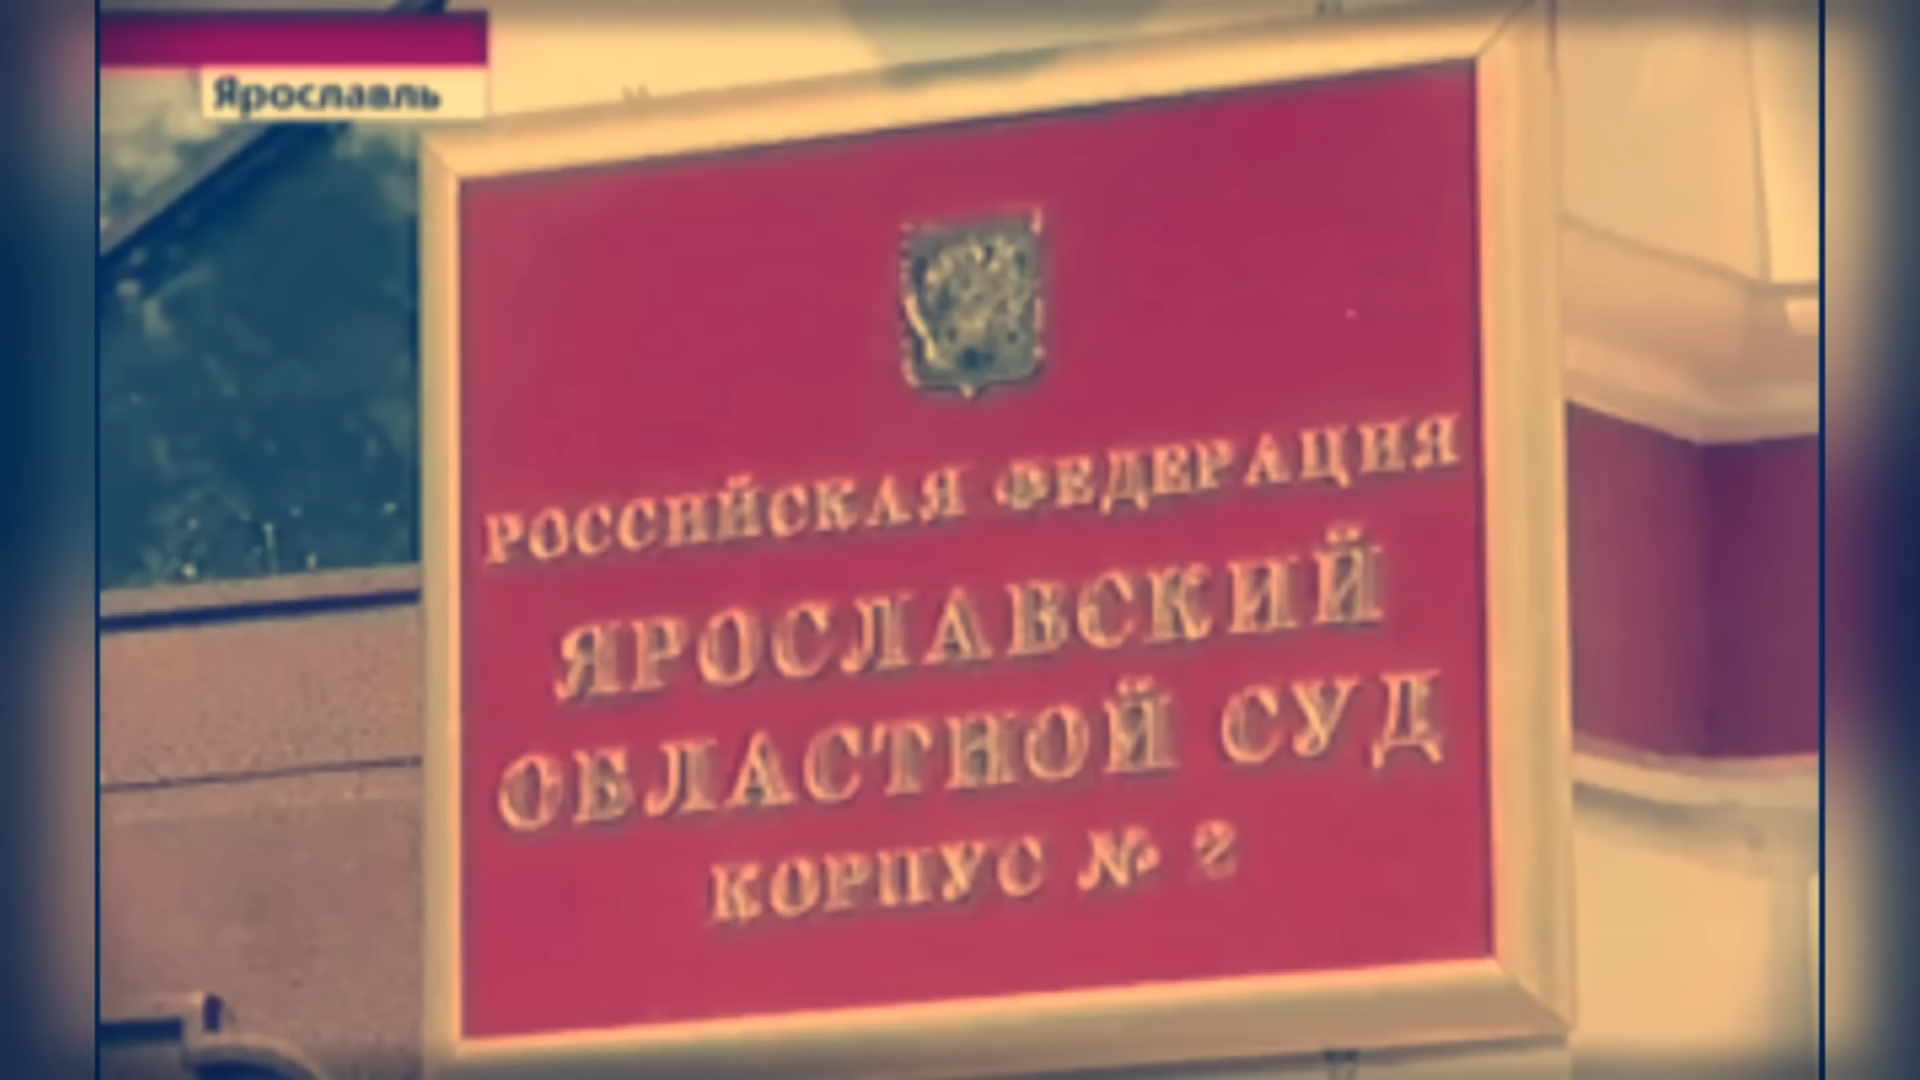 Ярославль
РОССИЙСКАЯ ФЕДЕРАЦИЯ
ЯРОСЛАВСКИЙ
ОБЛАСТНОЙ СУД
КОРПУС № 2